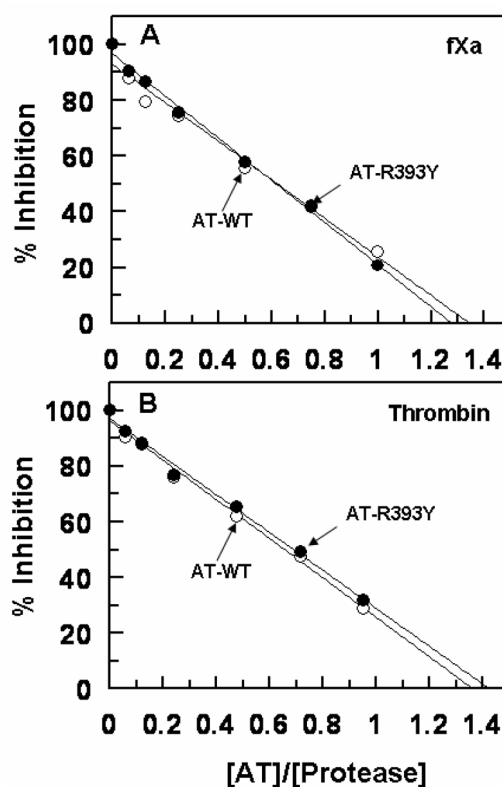 A
fXa
100
80
60
40
20
0
% Inhibition
AT-R393Y
AT-WT
0 0.2 0.4 0.6 0.8 1 1.2 1.4
B
Thrombin
100
80
60
40
20
0
% Inhibition
AT-R393Y
AT-WT
0 0.2 0.4 0.6 0.8 1 1.2 1.4
[AT]/[Protease]